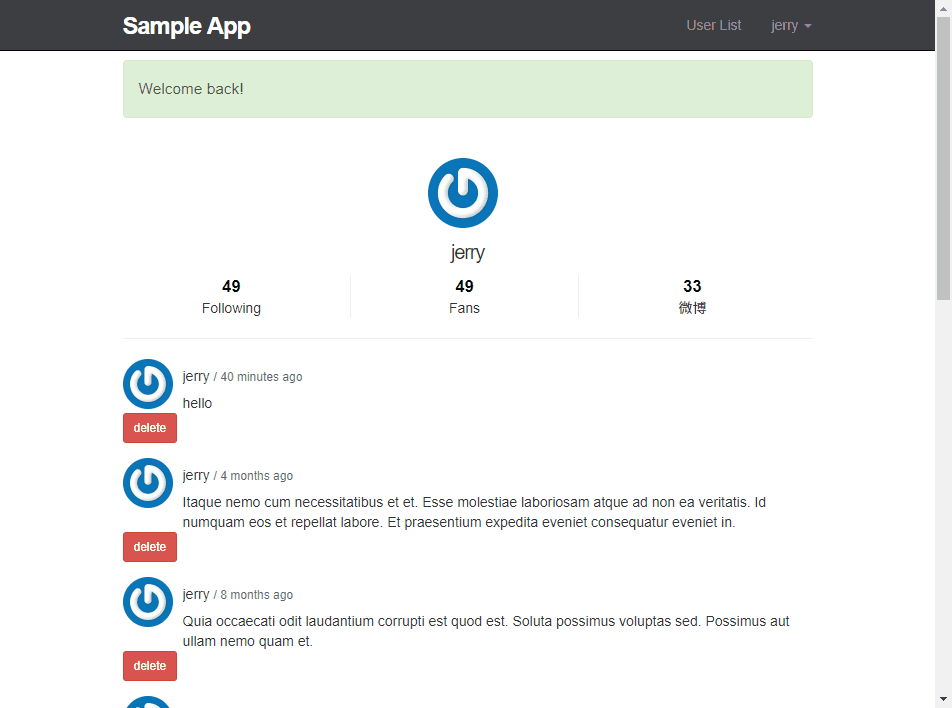 Sample App
User List
jerry
Welcome back!
jerry
49
Following
49
Fans
33
微博
jerry / 40 minutes ago
hello
delete
jerry / 4 months ago
Itaque nemo cum necessitatibus et et. Esse molestiae laboriosam atque ad non ea veritatis. Id
numquam eos et repellat labore. Et praesentium expedita eveniet consequatur eveniet in.
delete
jerry / 8 months ago
Quia occaecati odit laudantium corrupti est quod est. Soluta possimus voluptas sed. Possimus aut
ullam nemo quam et.
delete